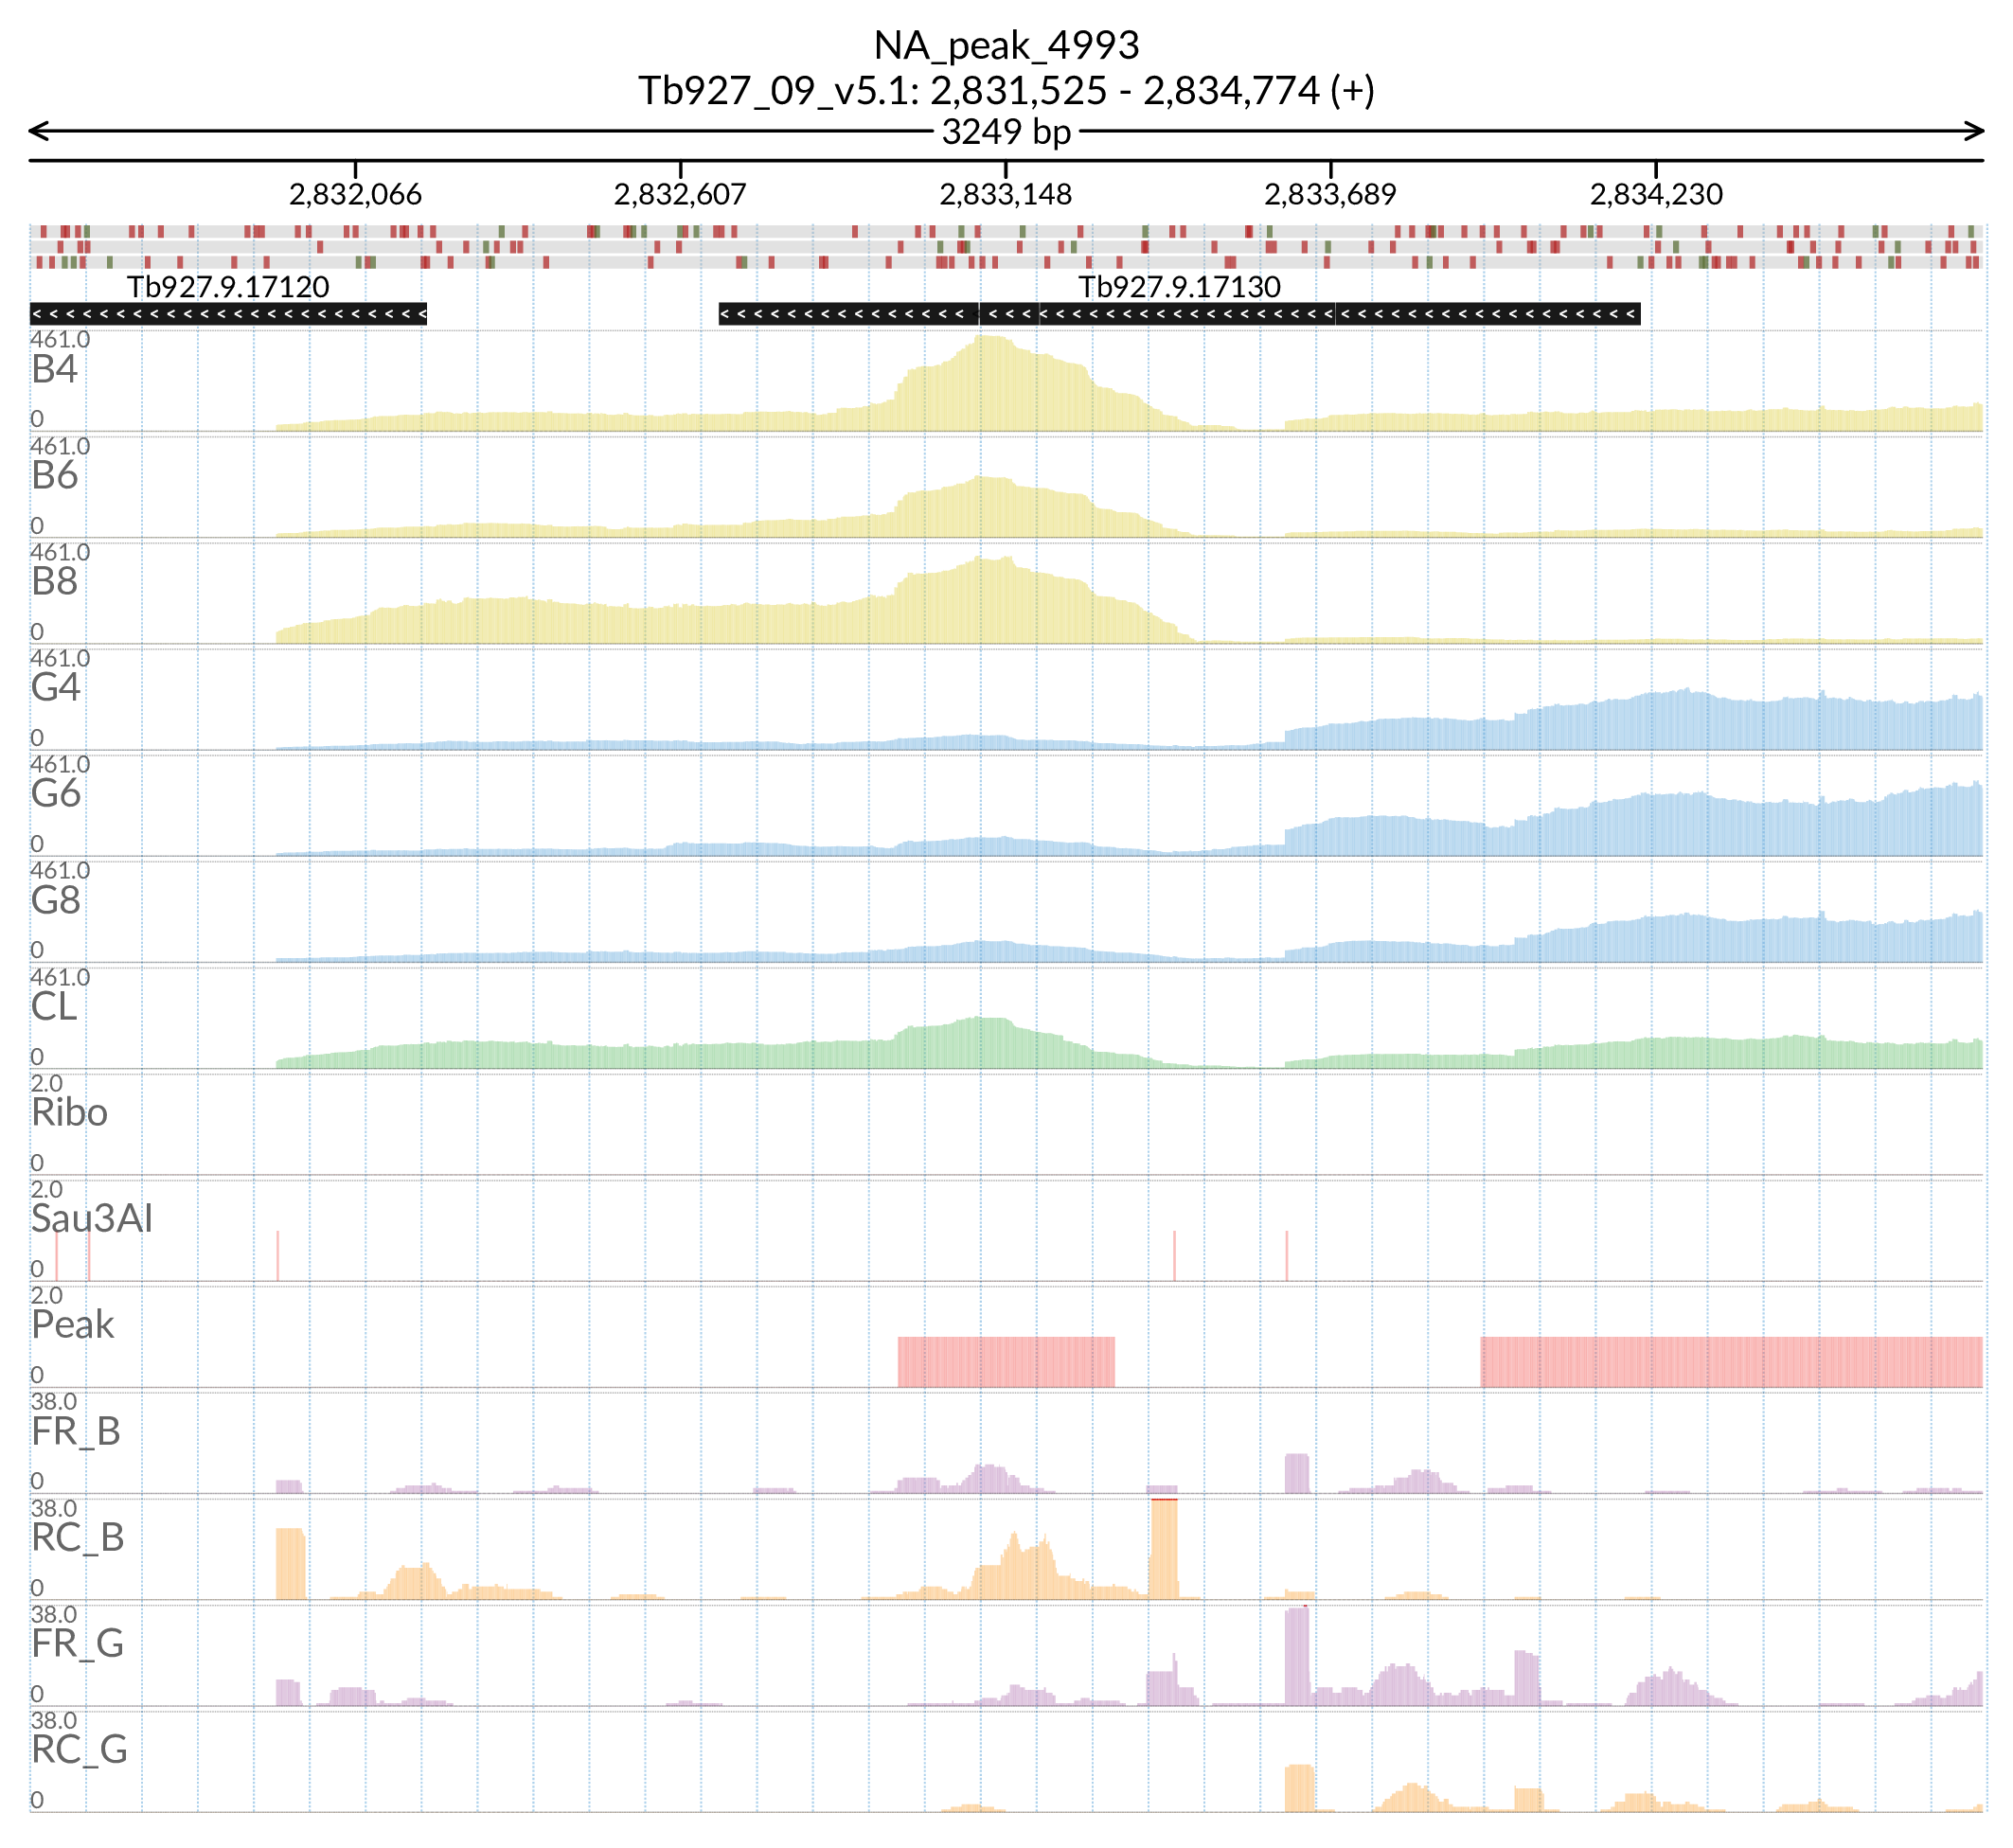 NA_peak_4993
Tb927_09_v5.1: 2,831,525 - 2,834,774 (+)
3249 bp
2,832,066 2,832,607 2,833,148 2,833,689 2,834,230
Tb927.9.17120 Tb927.9.17130
461.0
B4
0
461.0
B6
0
461.0
B8
0
461.0
G4
0
461.0
G6
0
461.0
G8
0
461.0
CL
0
2.0
Ribo
0
2.0
Sau3AI
0
2.0
Peak
0
38.0
FR_B
0
38.0
RC_B
0
38.0
FR_G
0
38.0
RC_G
0